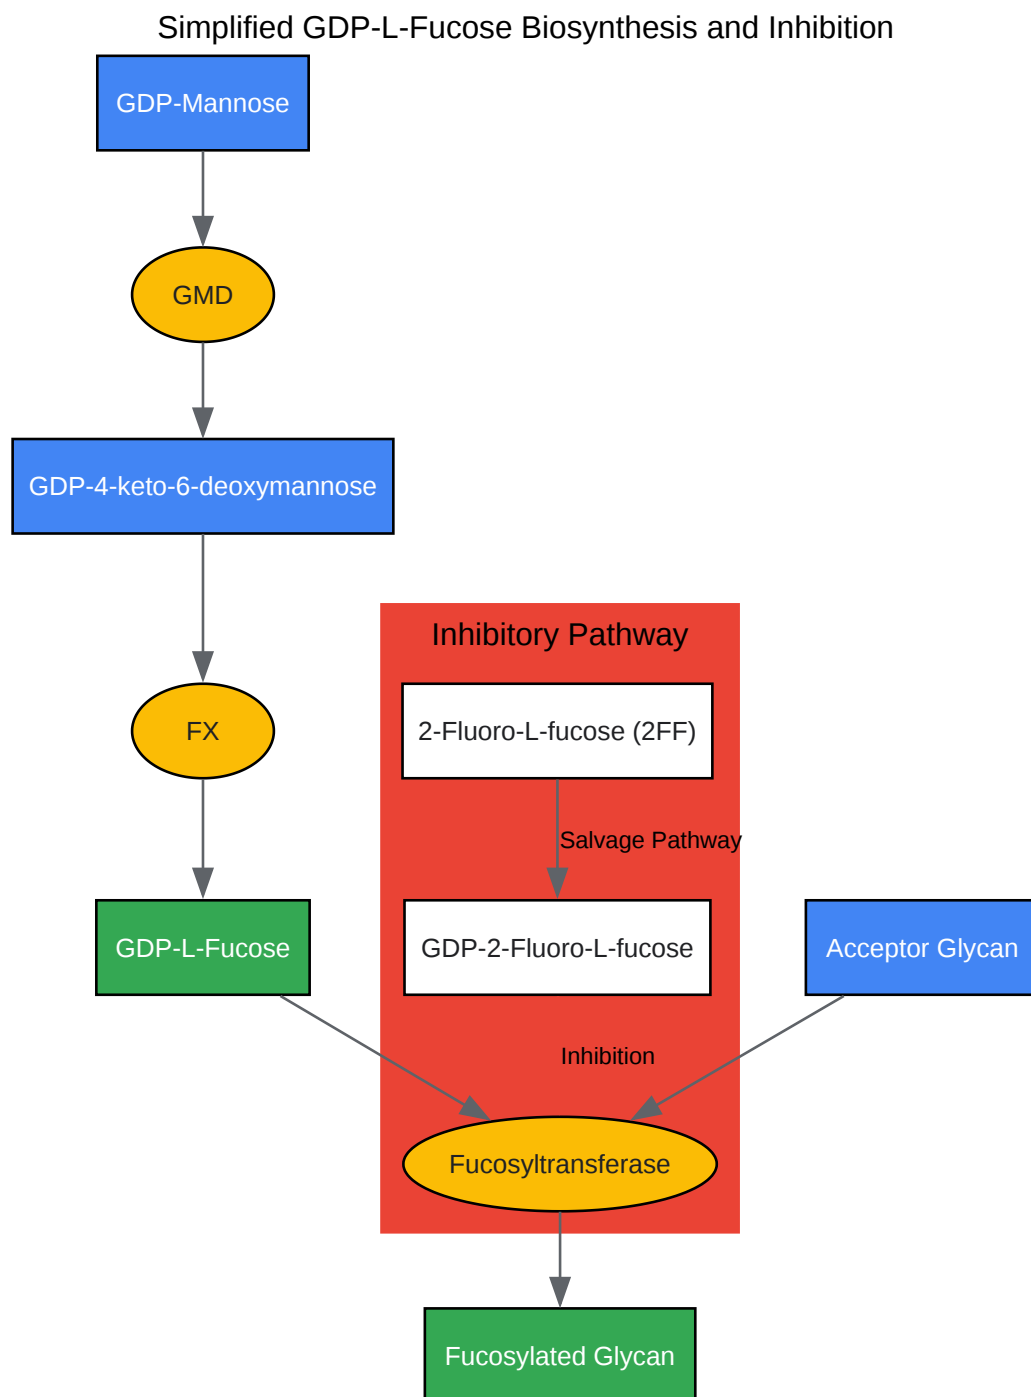 Simplified GDP-L-Fucose Biosynthesis and Inhibition
GDP-Mannose
GMD
GDP-4-keto-6-deoxymannose
Inhibitory Pathway
FX
2-Fluoro-L-fucose (2FF)
Salvage Pathway
GDP-L-Fucose
GDP-2-Fluoro-L-fucose
Acceptor Glycan
Inhibition
Fucosyltransferase
Fucosylated Glycan